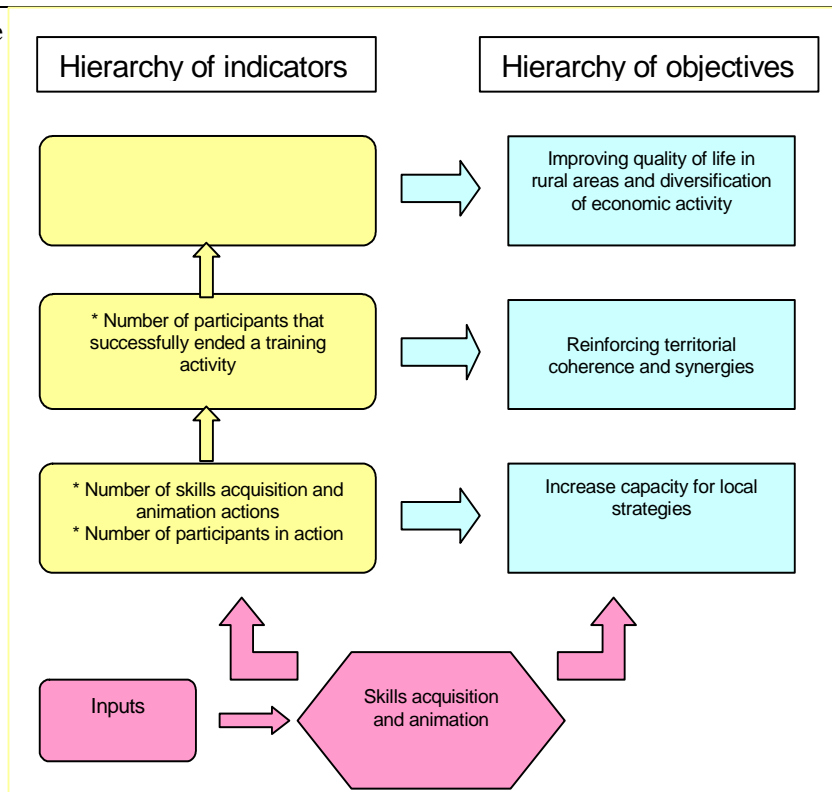 e
Hierarchy of indicators
Hierarchy of objectives
Improving quality of life in
rural areas and diversification
of economic activity
* Number of participants that
successfully ended a training
activity
Reinforcing territorial
coherence and synergies
* Number of skills acquisition and
animation actions
* Number of participants in action
Increase capacity for local
strategies
Inputs
Skills acquisition
and animation